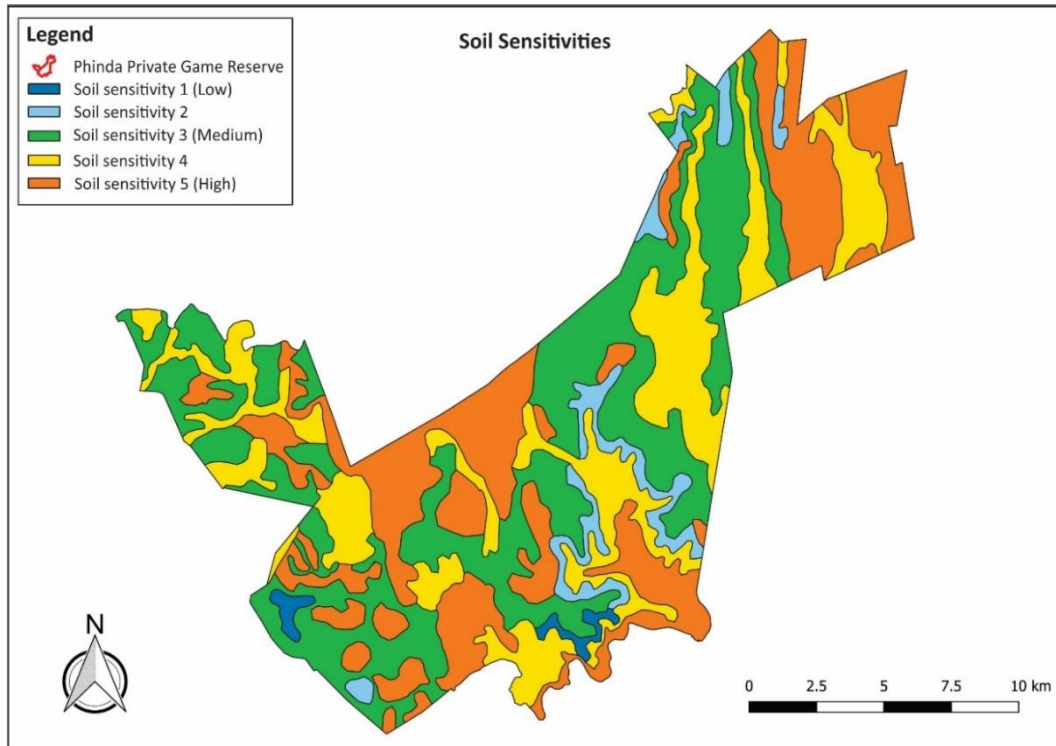 Legend
Phinda Private Game Reserve
Soil sensitivity 1 (Low)
Soil sensitivity 2
Soil sensitivity 3 (Medium)
Soil sensitivity 4
Soil sensitivity 5 (High)
Soil Sensitivities
N
0 2.5 5 7.5 10 km